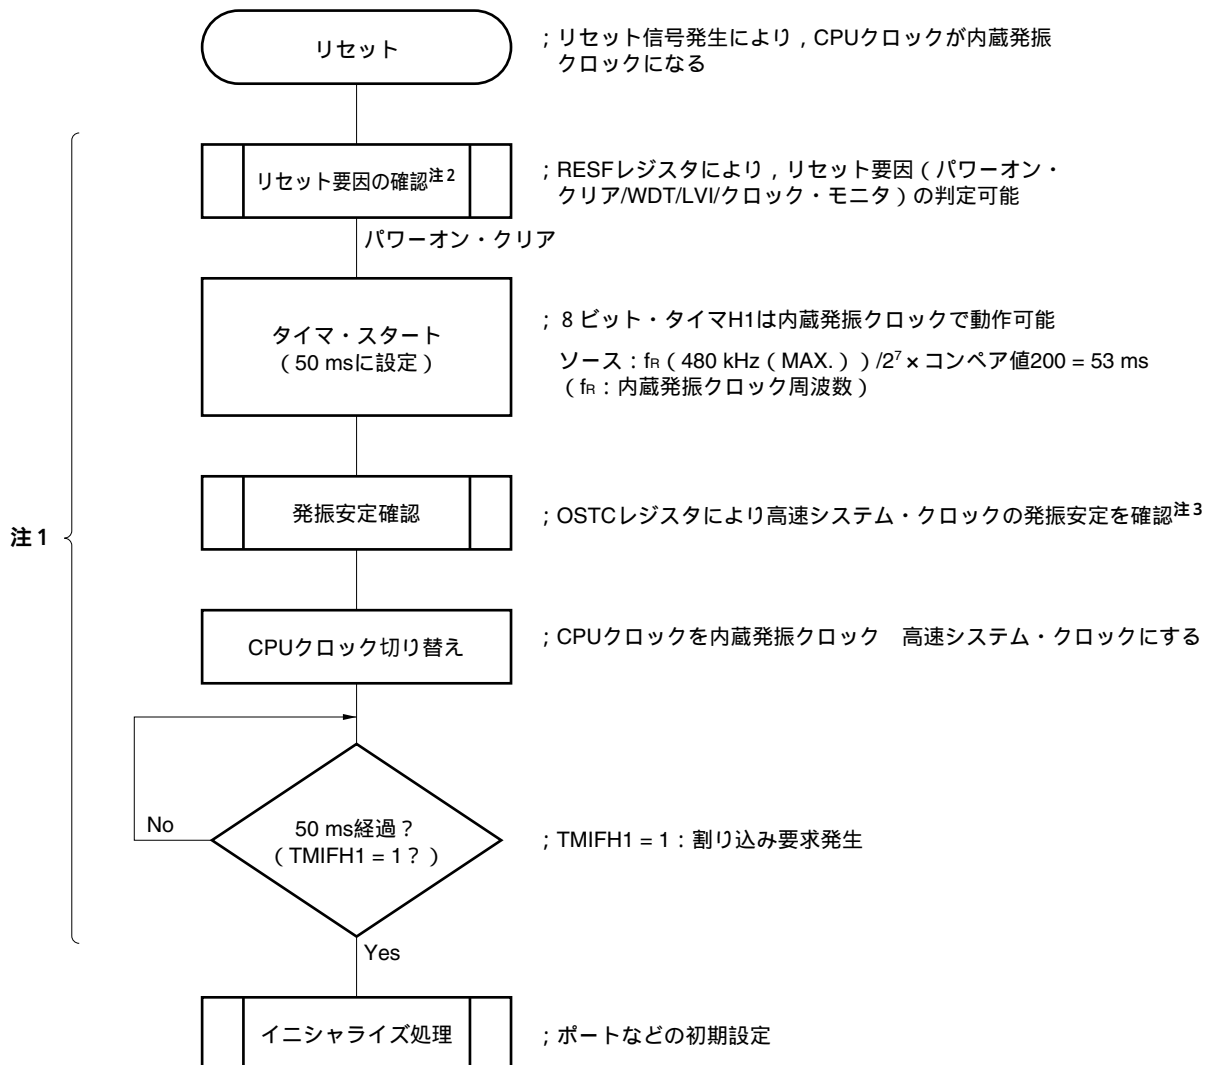 リセット
；リセット信号発生により，CPUクロックが内蔵発振
クロックになる
リセット要因の確認注2
；RESFレジスタにより，リセット要因（パワーオン・
クリア/WDT/LVI/クロック・モニタ）の判定可能
パワーオン・クリア
タイマ・スタート
（50 msに設定）
；8ビット・タイマH1は内蔵発振クロックで動作可能
ソース：fR（480 kHz（MAX.））/2⁷×コンペア値200 = 53 ms
（fR：内蔵発振クロック周波数）
注1
発振安定確認
；OSTCレジスタにより高速システム・クロックの発振安定を確認注3
CPUクロック切り替え
；CPUクロックを内蔵発振クロック　高速システム・クロックにする
No
50 ms経過？
（TMIFH1 = 1？）
；TMIFH1 = 1：割り込み要求発生
Yes
イニシャライズ処理
；ポートなどの初期設定